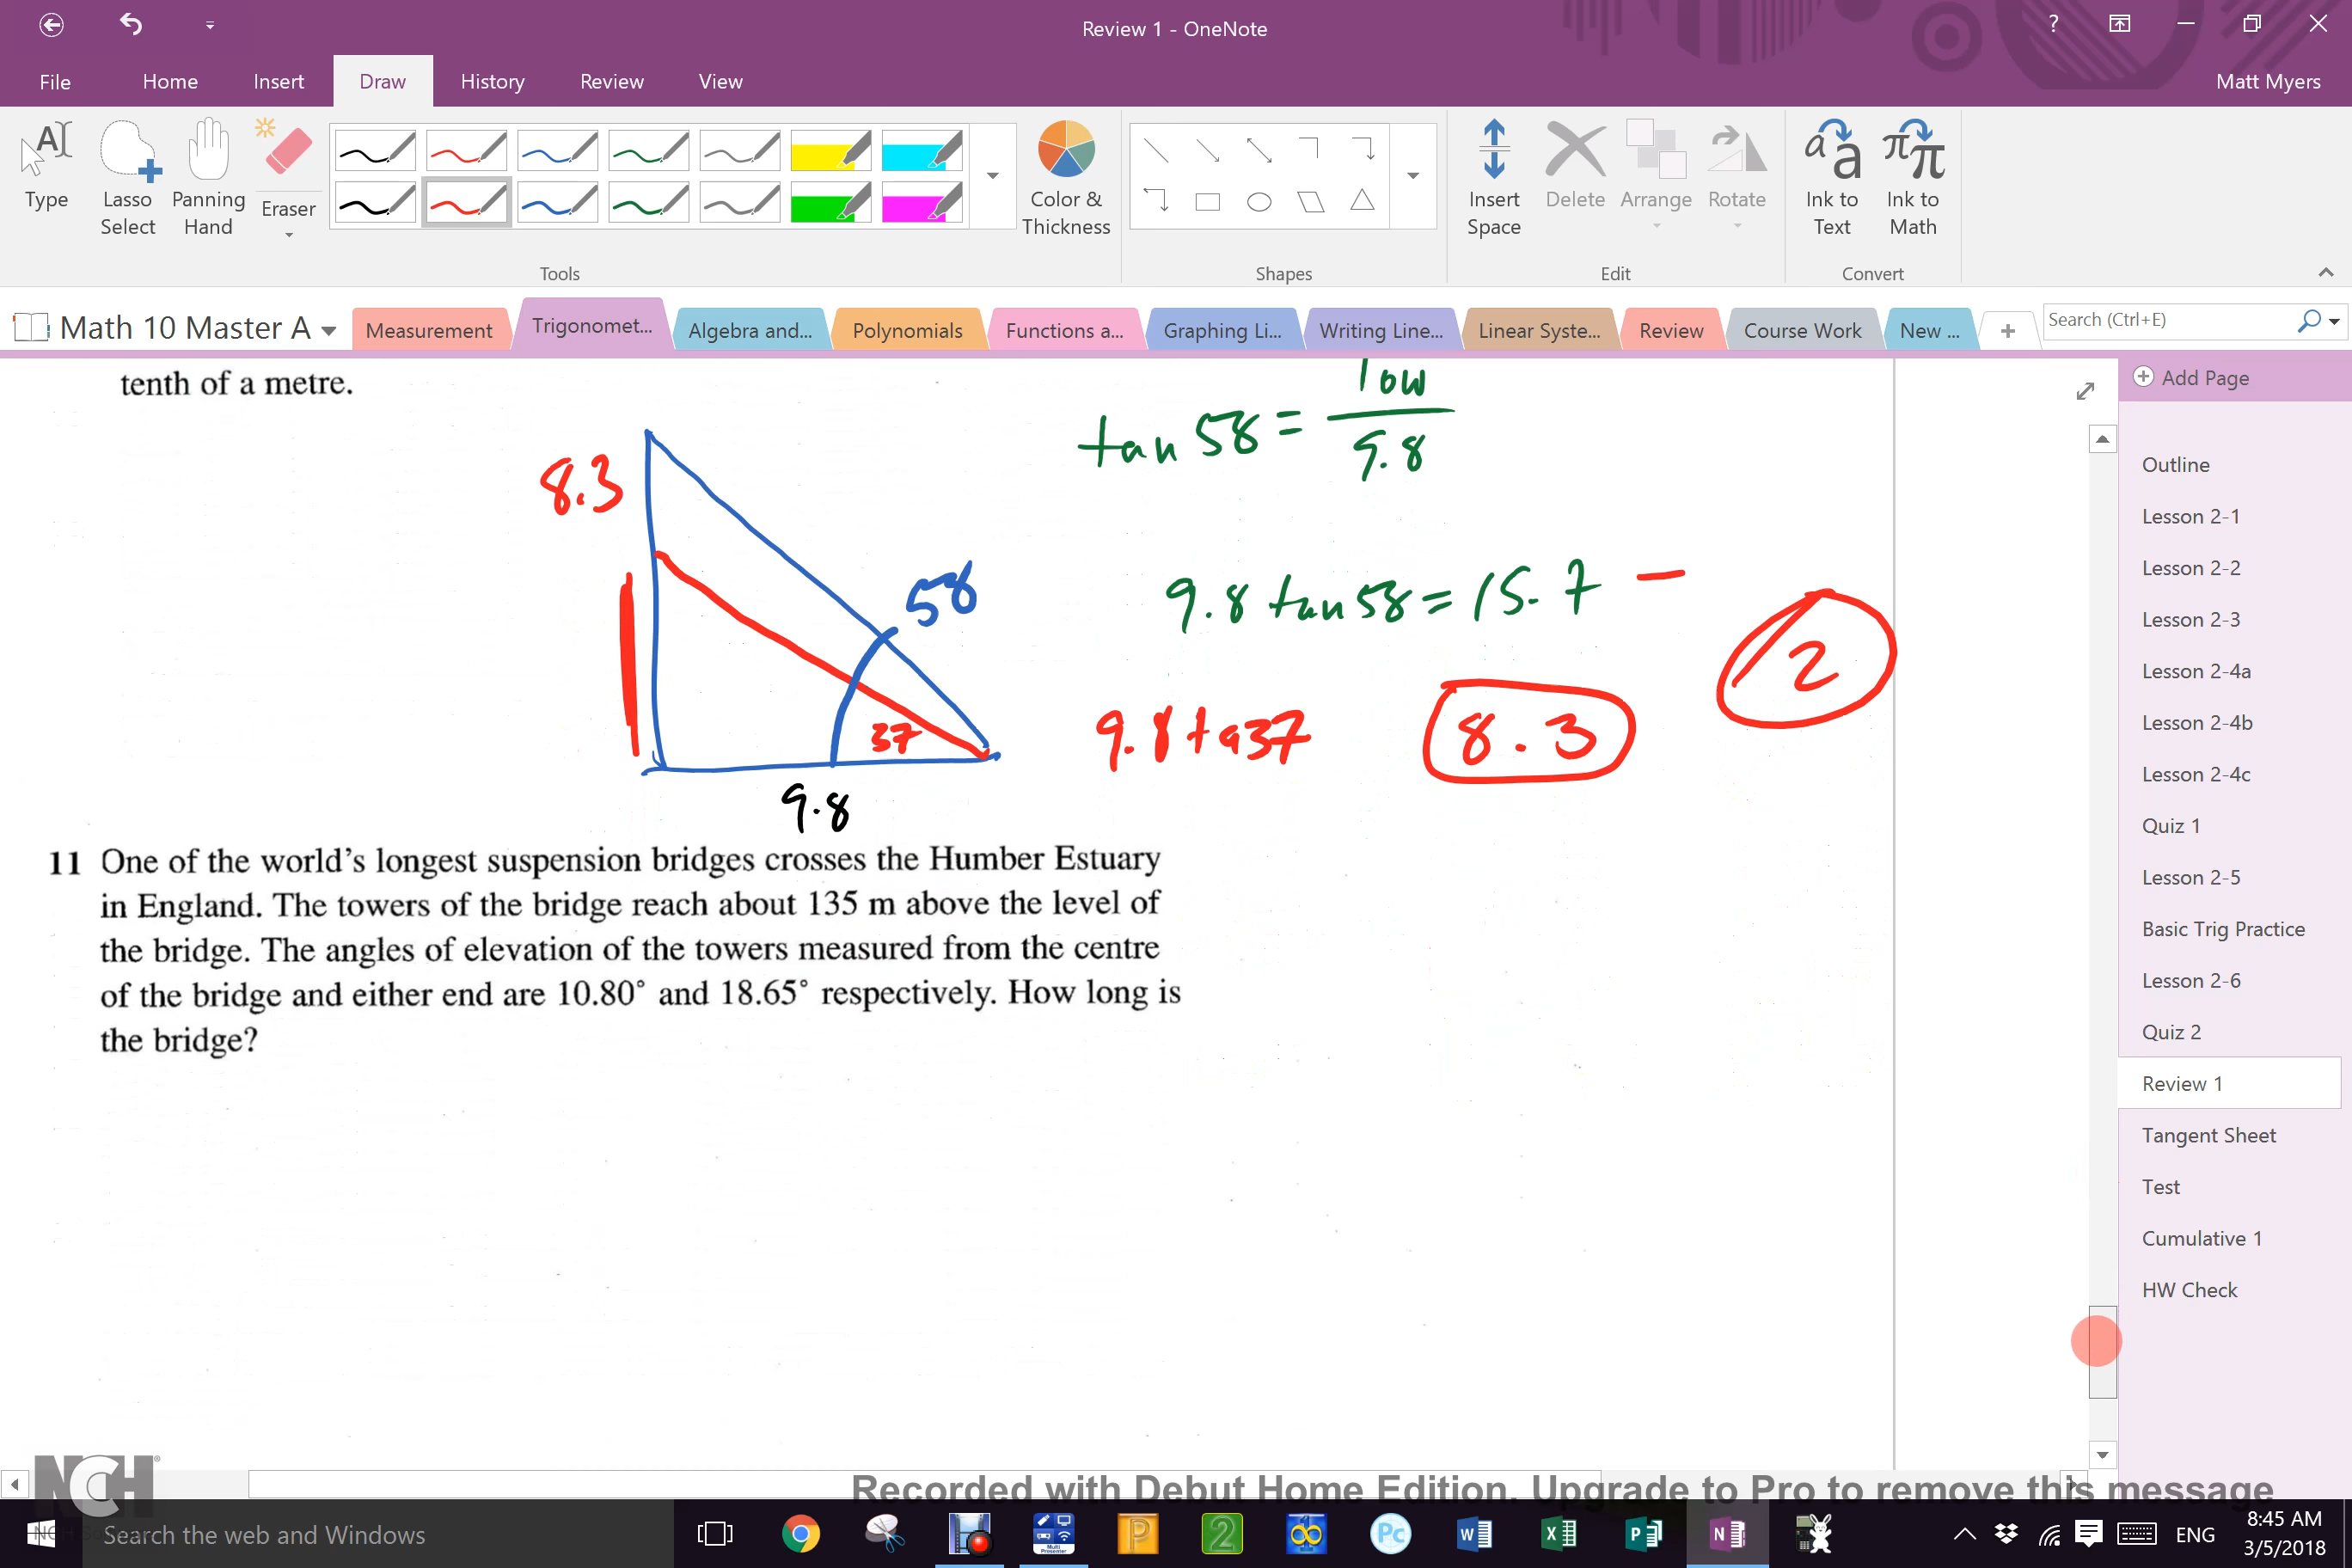 Review 1 - OneNote
?
File Home Insert Draw History Review View
Matt Myers
Type
Lasso Select
Panning Hand
Eraser
Color & Thickness
Insert Space
Delete
Arrange
Rotate
Ink to Text
Ink to Math
Tools
Shapes
Edit
Convert
Math 10 Master A
Measurement
Trigonomet...
Algebra and...
Polynomials
Functions a...
Graphing Li...
Writing Line...
Linear Syste...
Review
Course Work
New ...
+
Search (Ctrl+E)
tenth of a metre.
8.3
58
37
9.8
tan 58 = Tow / 9.8
9.8 tan 58 = 15.7 —
2
9.8 ta37
8.3
11 One of the world's longest suspension bridges crosses the Humber Estuary
in England. The towers of the bridge reach about 135 m above the level of
the bridge. The angles of elevation of the towers measured from the centre
of the bridge and either end are 10.80° and 18.65° respectively. How long is
the bridge?
Add Page
Outline
Lesson 2-1
Lesson 2-2
Lesson 2-3
Lesson 2-4a
Lesson 2-4b
Lesson 2-4c
Quiz 1
Lesson 2-5
Basic Trig Practice
Lesson 2-6
Quiz 2
Review 1
Tangent Sheet
Test
Cumulative 1
HW Check
NCH
Recorded with Debut Home Edition. Upgrade to Pro to remove this message
Search the web and Windows
ENG
8:45 AM
3/5/2018